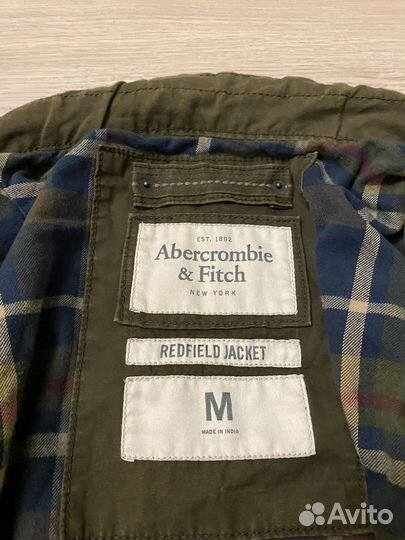 EST. 1892
Abercrombie
& Fitch
NEW YORK
REDFIELD JACKET
M
MADE IN INDIA
Avito